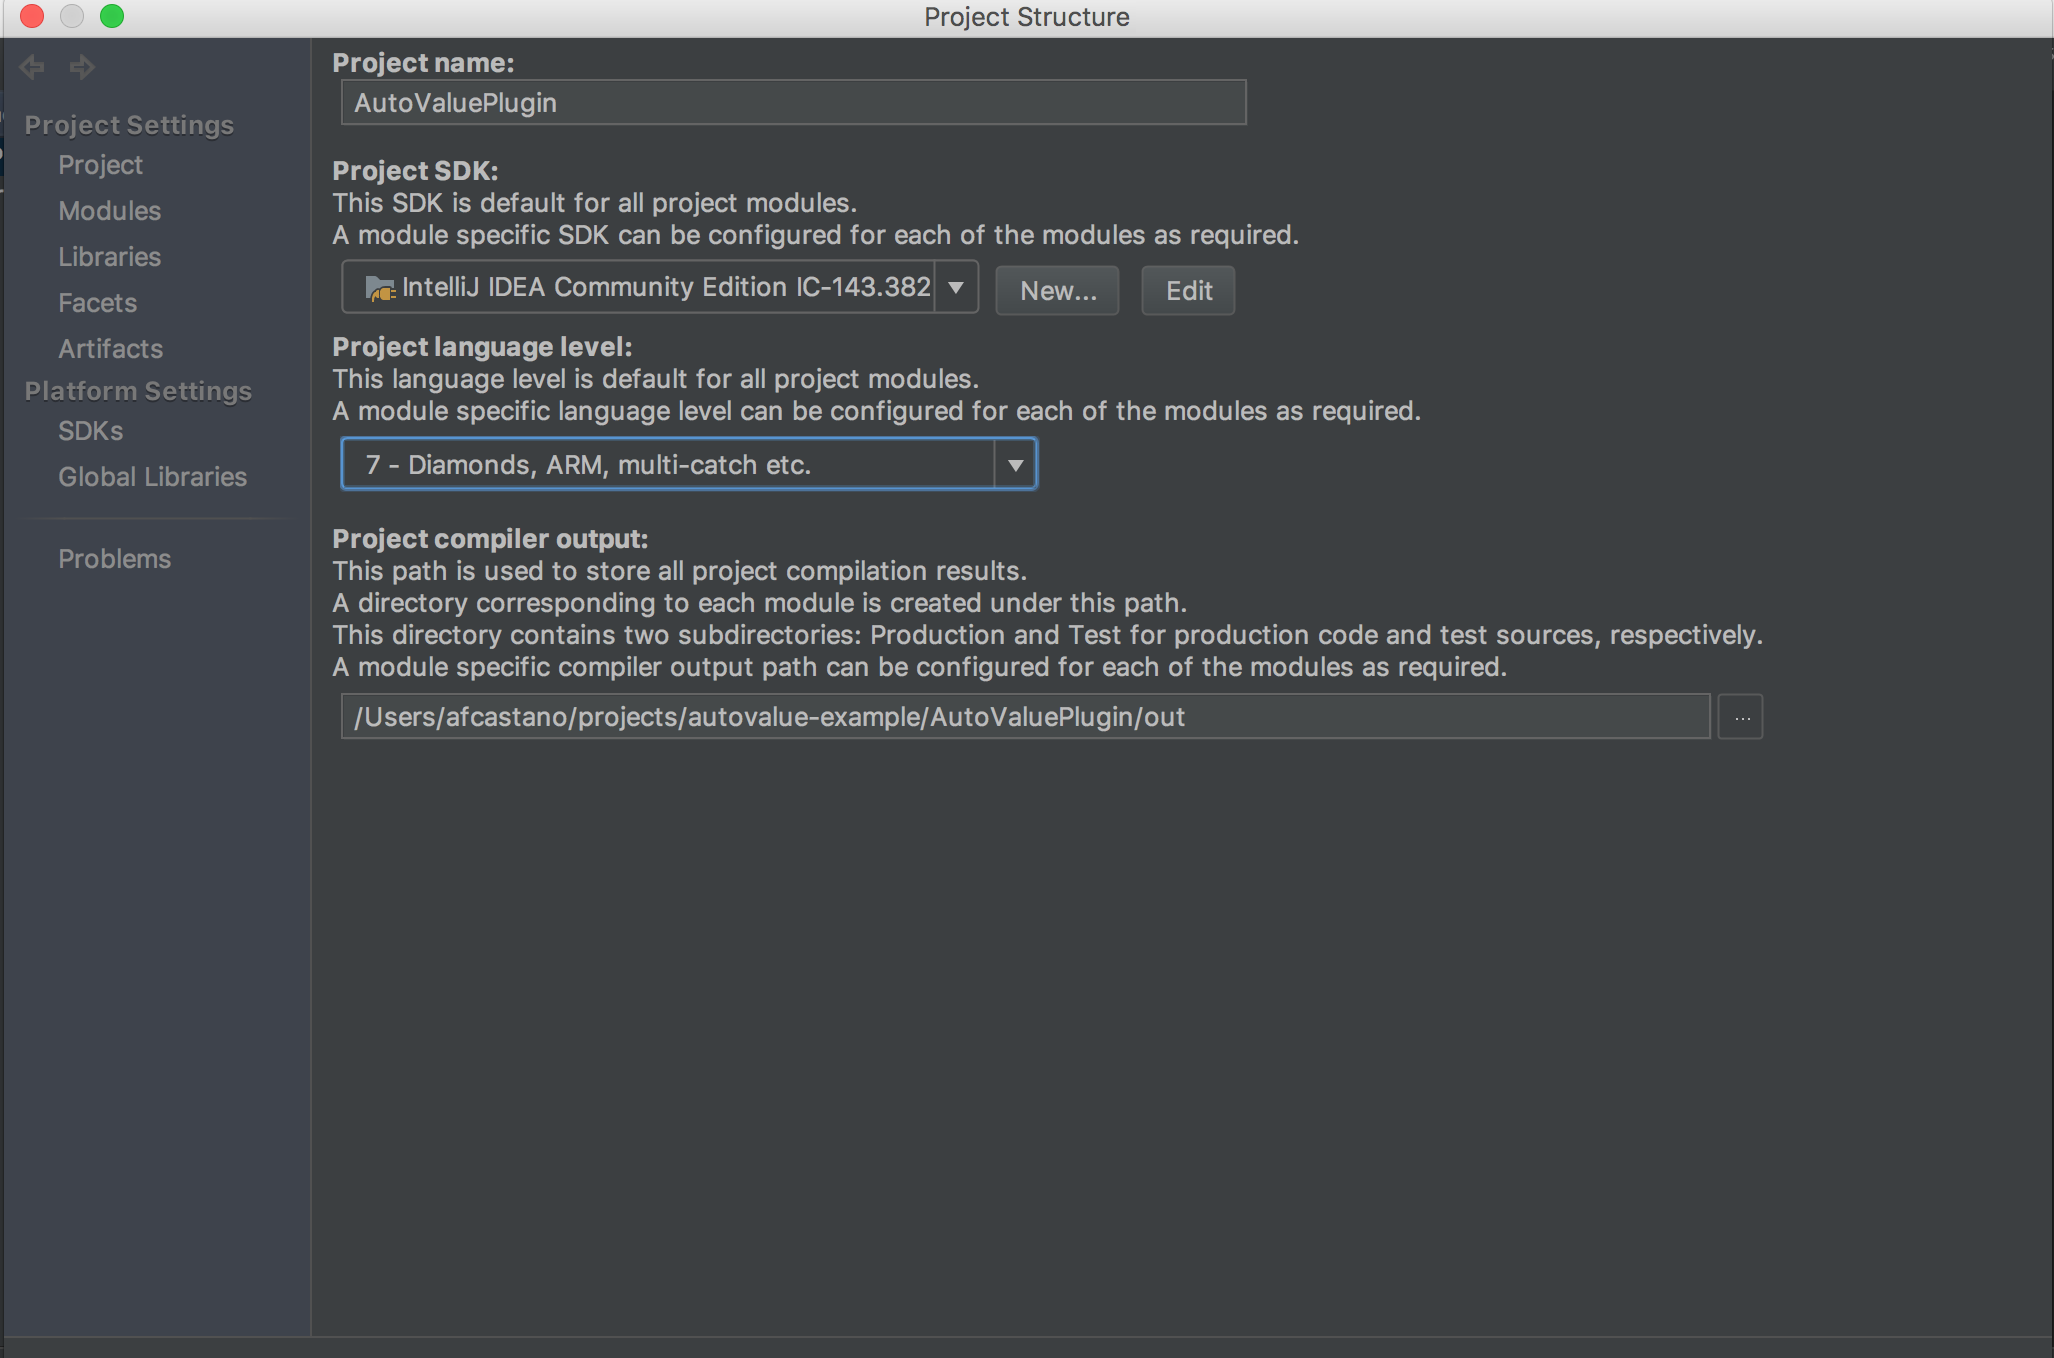 Project Structure
Project Settings
Project
Modules
Libraries
Facets
Artifacts
Platform Settings
SDKs
Global Libraries
Problems
Project name:
AutoValuePlugin
Project SDK:
This SDK is default for all project modules.
A module specific SDK can be configured for each of the modules as required.
IntelliJ IDEA Community Edition IC-143.382 New... Edit
Project language level:
This language level is default for all project modules.
A module specific language level can be configured for each of the modules as required.
7 - Diamonds, ARM, multi-catch etc.
Project compiler output:
This path is used to store all project compilation results.
A directory corresponding to each module is created under this path.
This directory contains two subdirectories: Production and Test for production code and test sources, respectively.
A module specific compiler output path can be configured for each of the modules as required.
/Users/afcastano/projects/autovalue-example/AutoValuePlugin/out ...